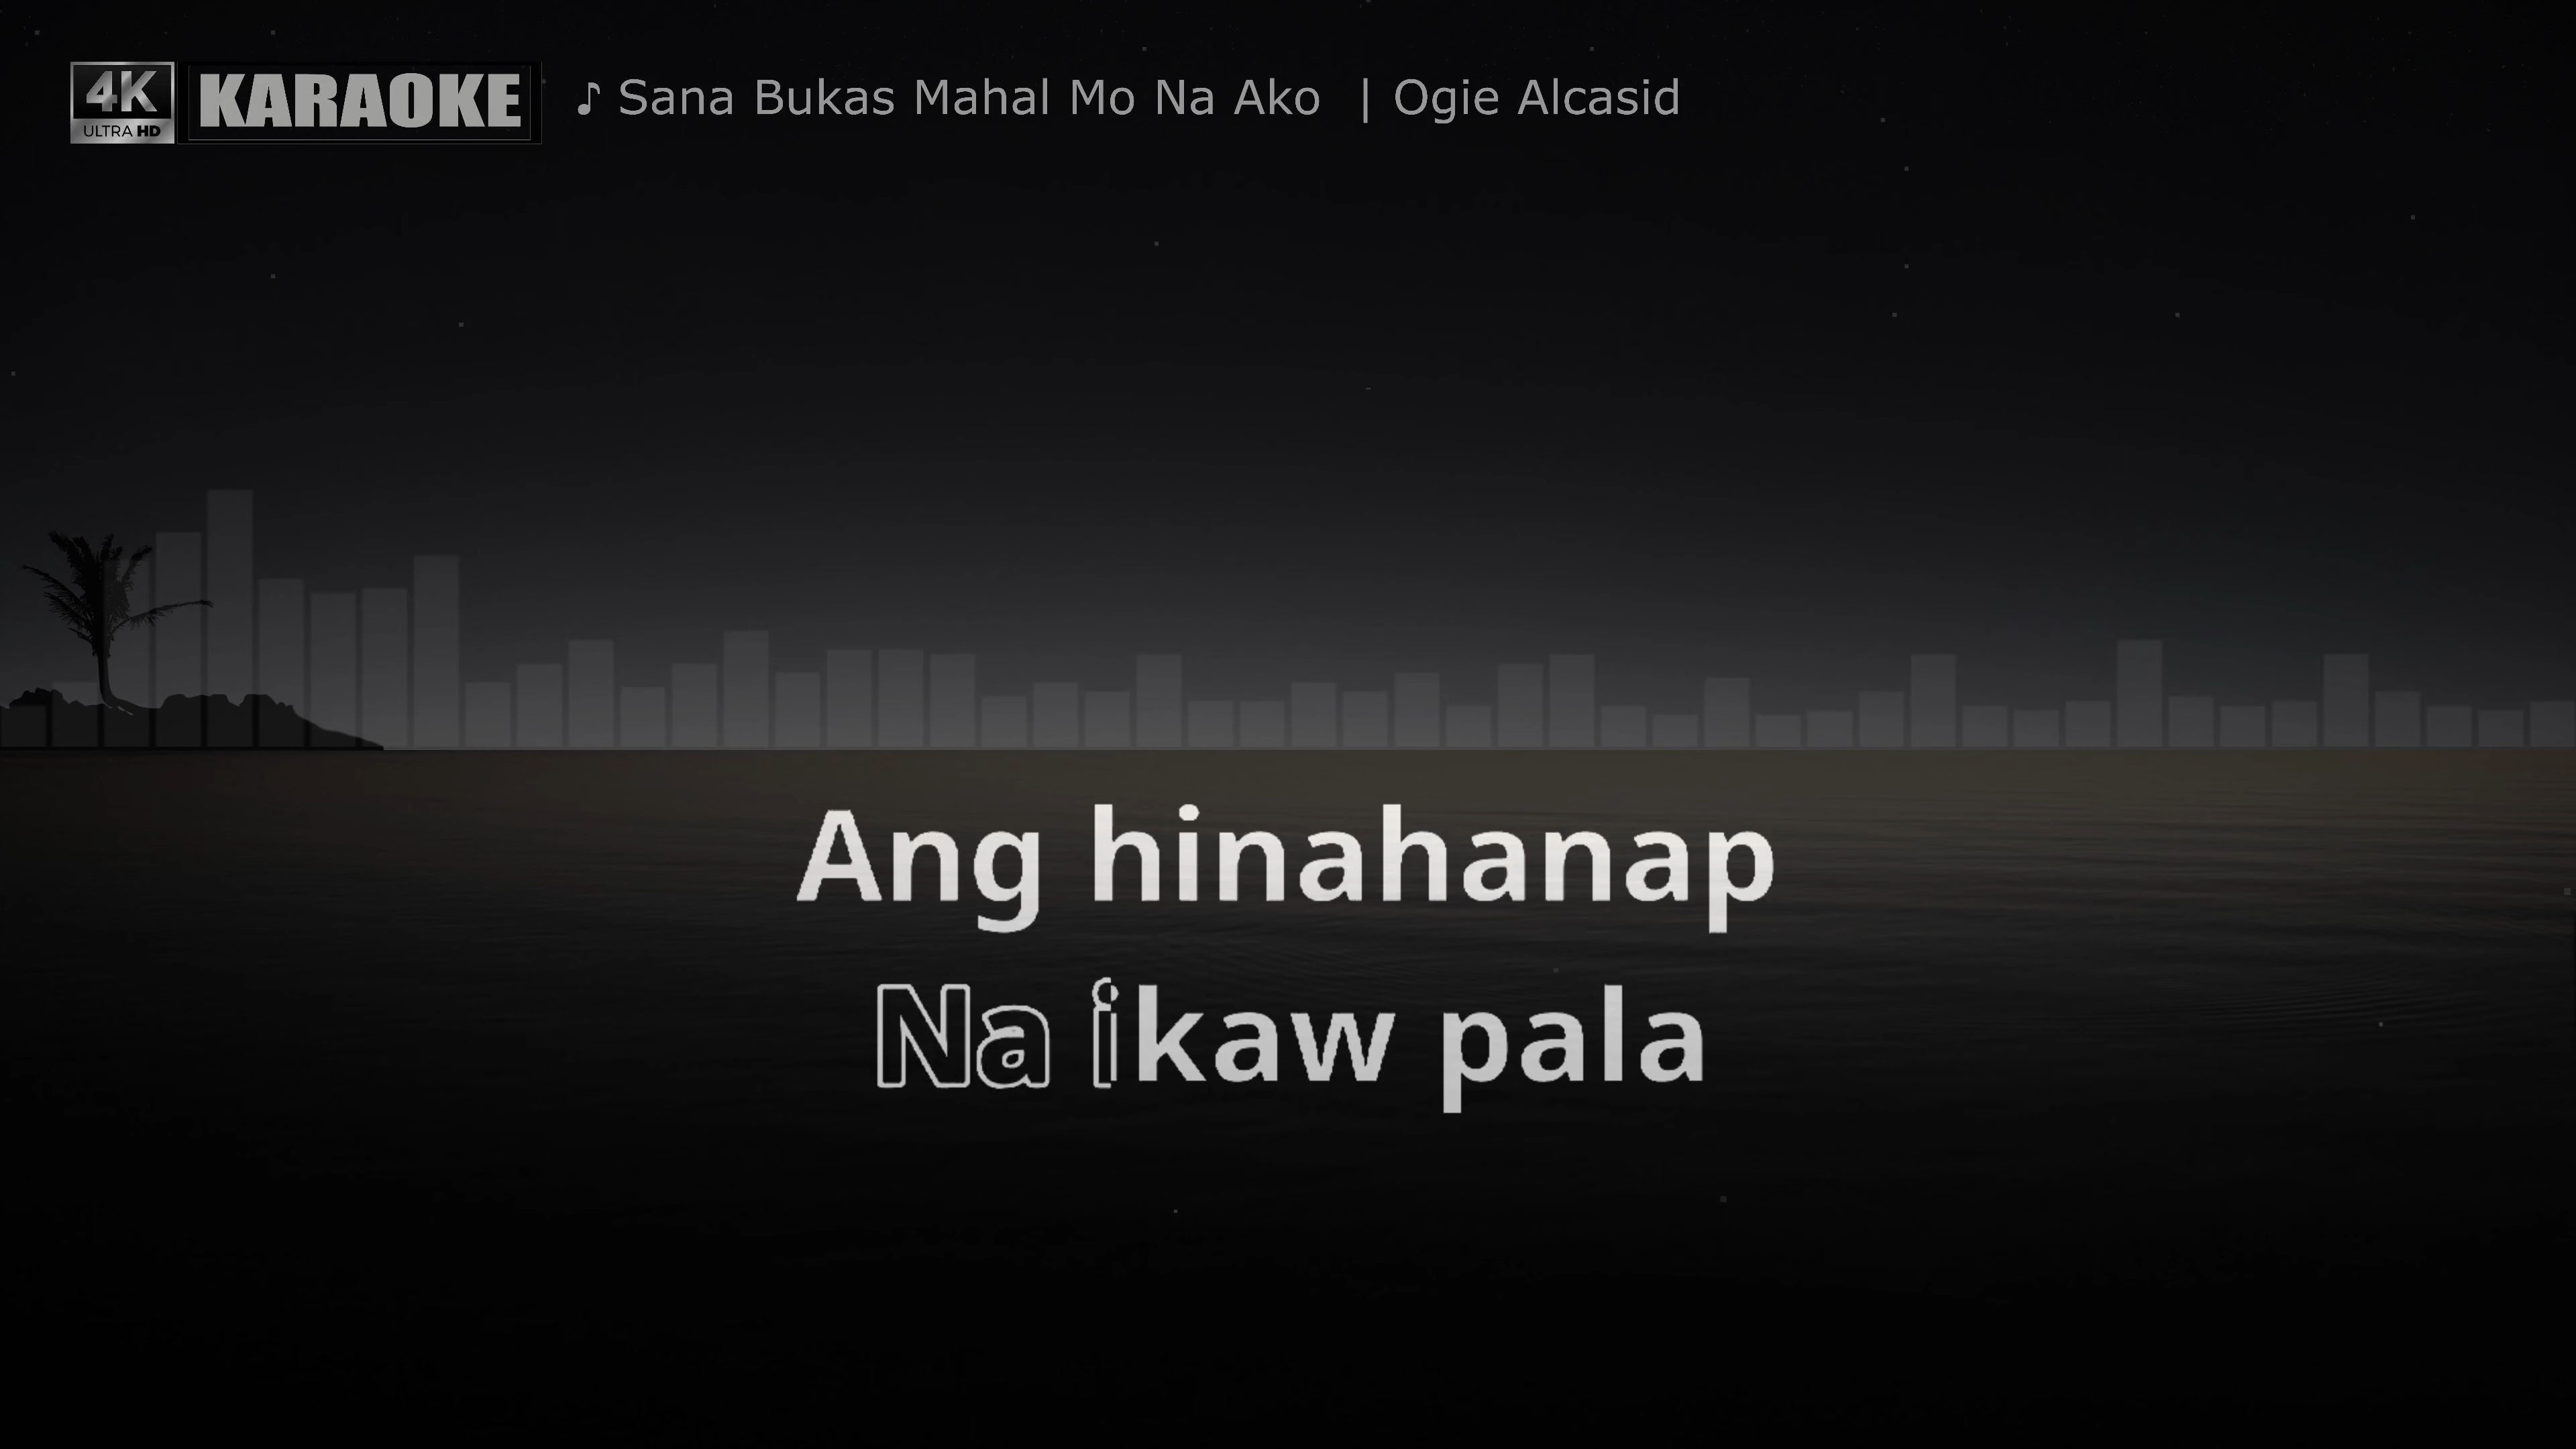 4K ULTRA HD KARAOKE ♪ Sana Bukas Mahal Mo Na Ako | Ogie Alcasid
Ang hinahanap
Na ikaw pala